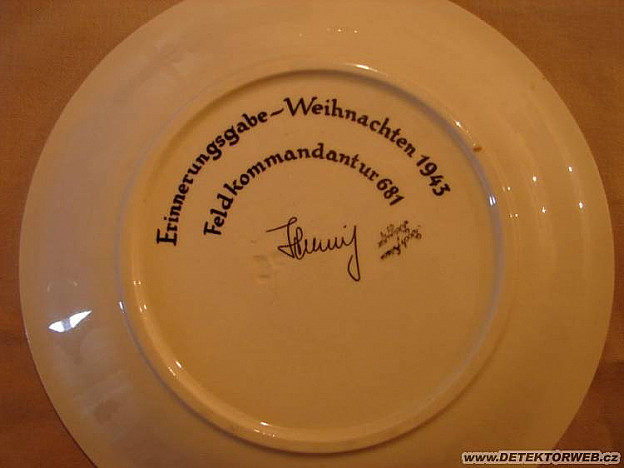 Erinnerungsgabe-Weihnachten 1943
Feldkommandantur 681
www.DETEKTORWEB.cz